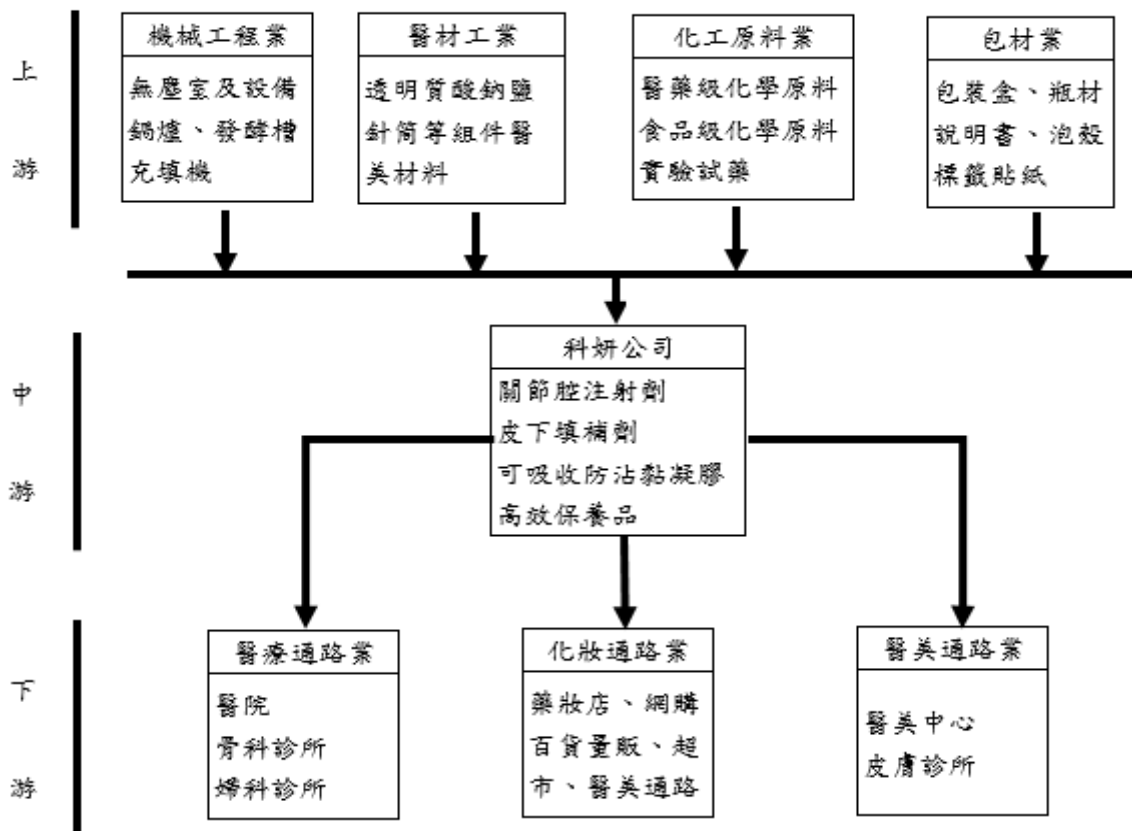 上
游
機械工程業
無塵室及設備
鍋爐、發酵槽
充填機
醫材工業
透明質酸鈉鹽
針筒等組件醫
美材料
化工原料業
醫藥級化學原料
食品級化學原料
實驗試藥
包材業
包裝盒、瓶材
說明書、泡殼
標籤貼紙
中
游
科妍公司
關節腔注射劑
皮下填補劑
可吸收防沾黏凝膠
高效保養品
下
游
醫療通路業
醫院
骨科診所
婦科診所
化妝通路業
藥妝店、網購
百貨量販、超
市、醫美通路
醫美通路業
醫美中心
皮膚診所